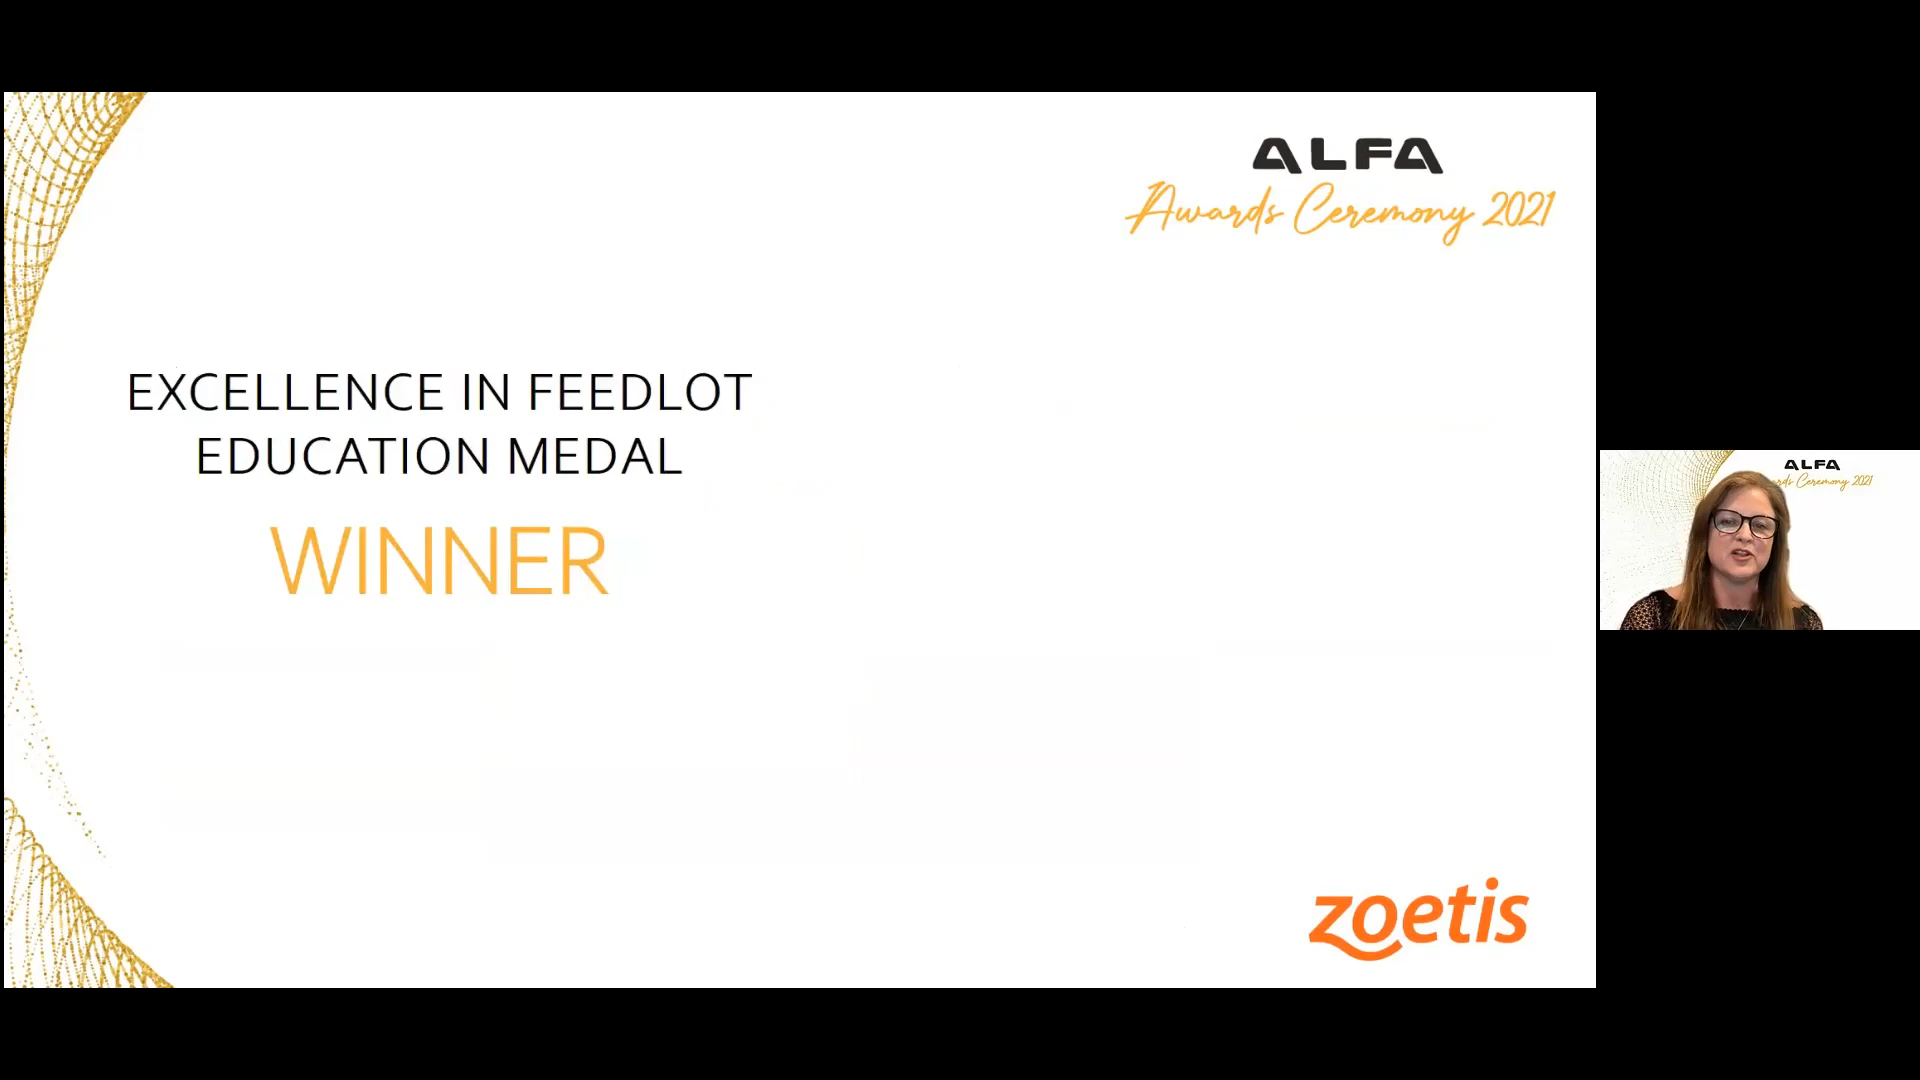 ALFA
Awards Ceremony 2021
EXCELLENCE IN FEEDLOT
EDUCATION MEDAL
WINNER
zoetis
ALFA
Ceremony 2021